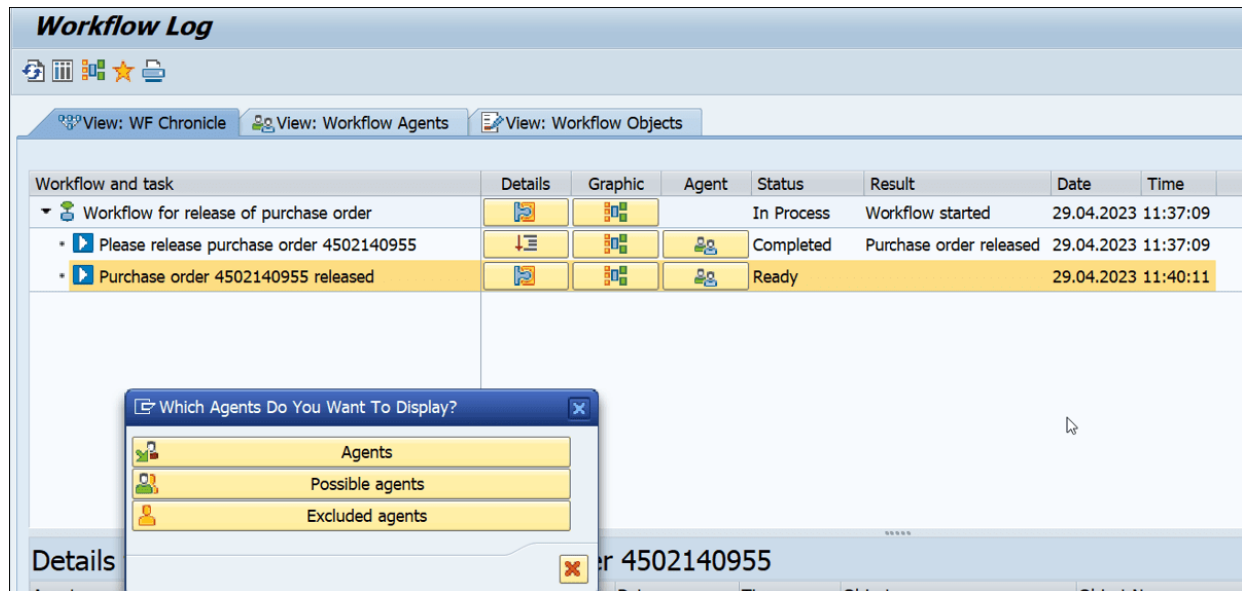 Workflow Log
View: WF Chronicle View: Workflow Agents View: Workflow Objects
Workflow and task Details Graphic Agent Status Result Date Time
Workflow for release of purchase order In Process Workflow started 29.04.2023 11:37:09
Please release purchase order 4502140955 Completed Purchase order released 29.04.2023 11:37:09
Purchase order 4502140955 released Ready 29.04.2023 11:40:11
Which Agents Do You Want To Display?
Agents
Possible agents
Excluded agents
Details er 4502140955